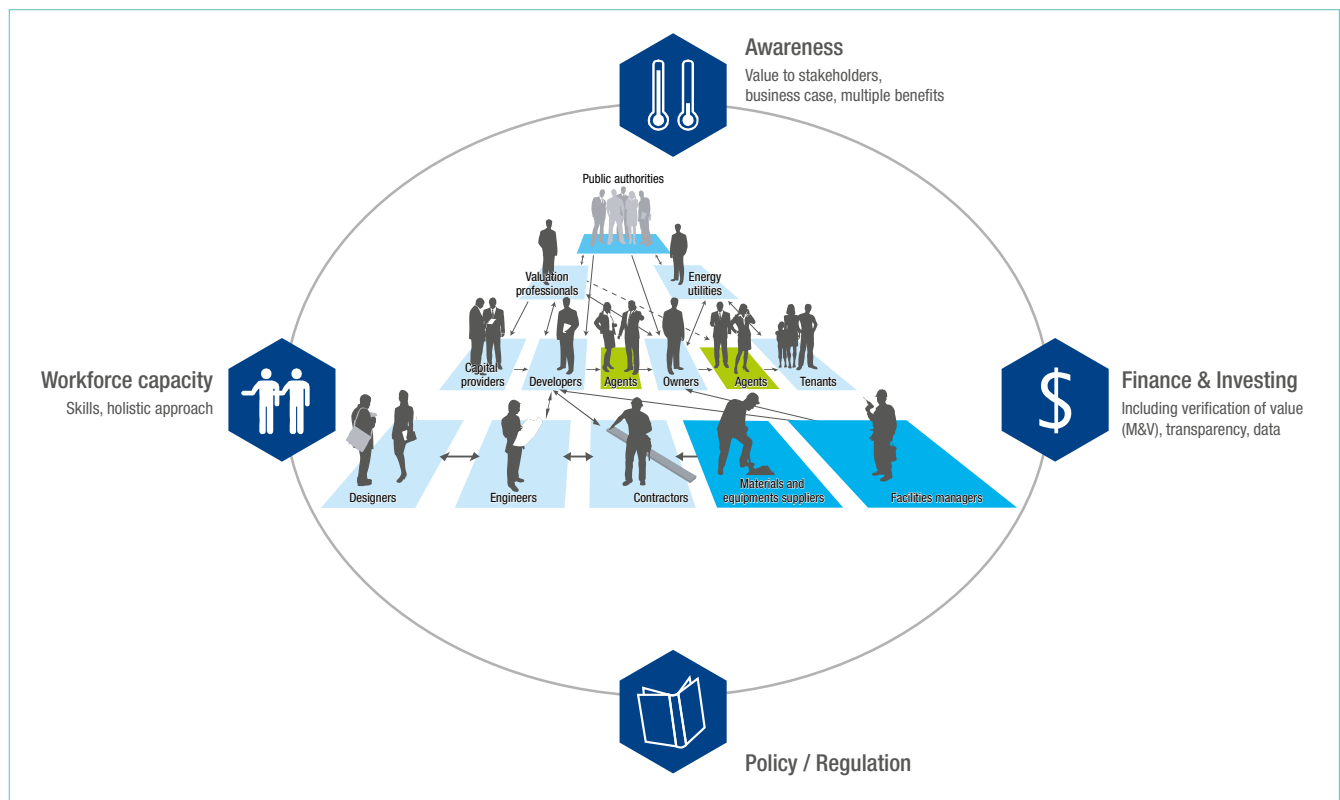 Awareness
Value to stakeholders,
business case, multiple benefits
Public authorities
Valuation
professionals
Energy
utilities
Capital
providers
Developers
Agents
Owners
Agents
Tenants
Workforce capacity
Skills, holistic approach
$
Finance & Investing
Including verification of value
(M&V), transparency, data
Designers
Engineers
Contractors
Materials and
equipments suppliers
Facilities managers
Policy / Regulation